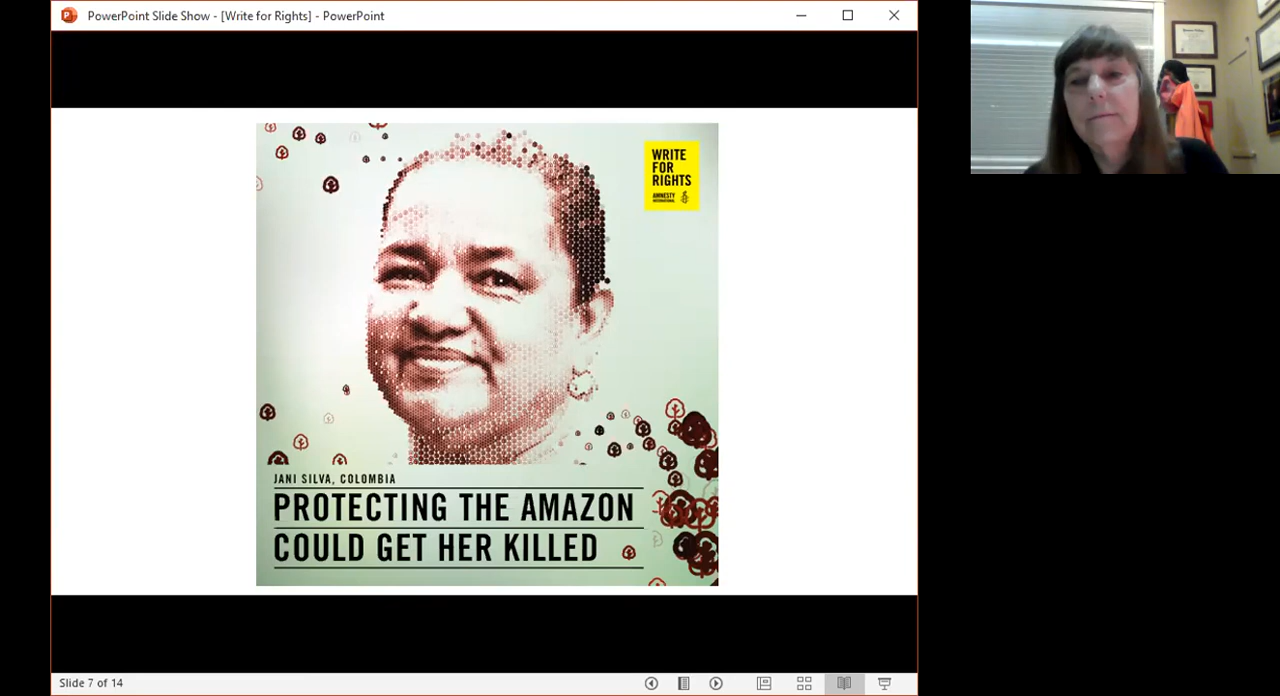 PowerPoint Slide Show - [Write for Rights] - PowerPoint
WRITE
FOR
RIGHTS
AMNESTY
INTERNATIONAL
JANI SILVA, COLOMBIA
PROTECTING THE AMAZON
COULD GET HER KILLED
Slide 7 of 14